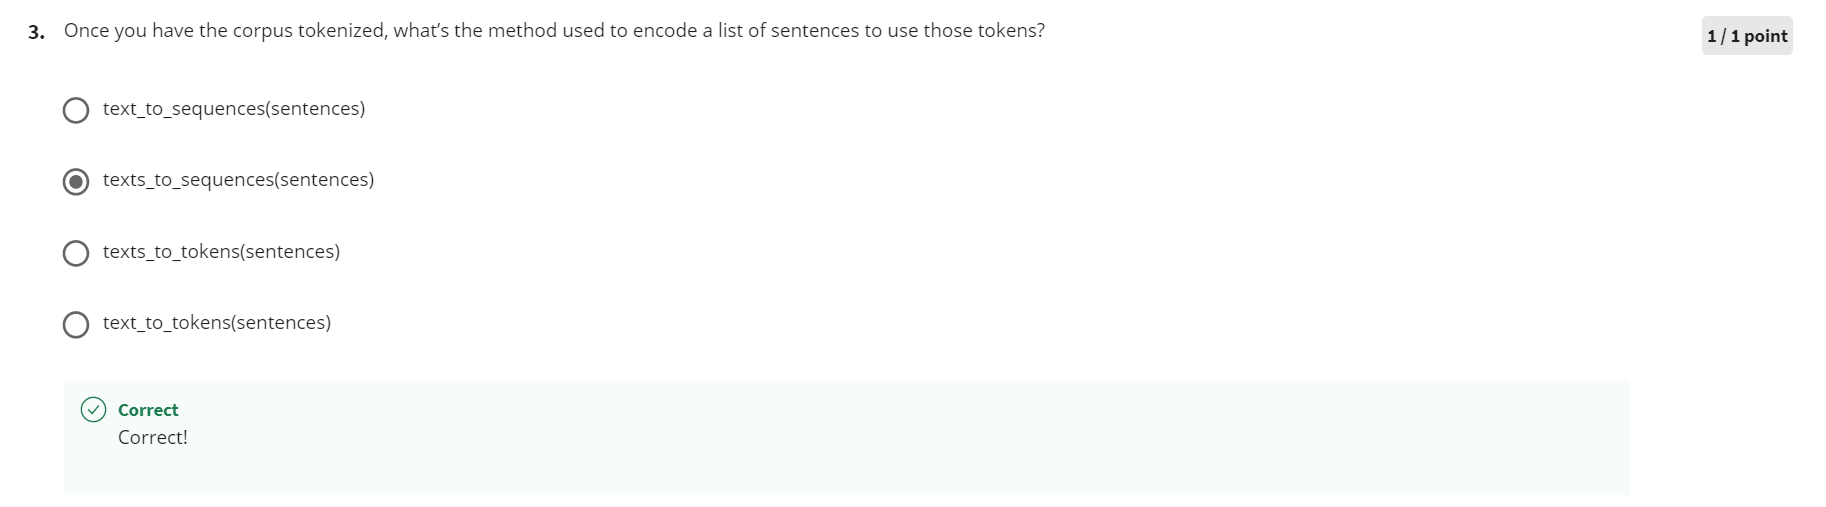 3. Once you have the corpus tokenized, what’s the method used to encode a list of sentences to use those tokens?
1 / 1 point
text_to_sequences(sentences)
texts_to_sequences(sentences)
texts_to_tokens(sentences)
text_to_tokens(sentences)
Correct
Correct!